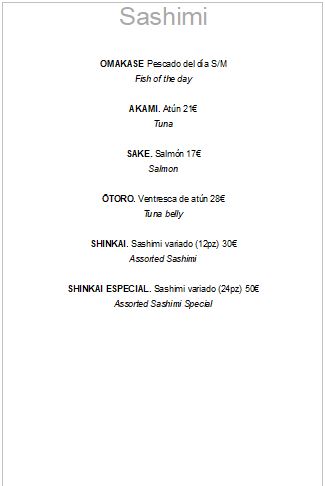 Sashimi
OMAKASE Pescado del día S/M
Fish of the day
AKAMI. Atún 21€
Tuna
SAKE. Salmón 17€
Salmon
ŌTORO. Ventresca de atún 28€
Tuna belly
SHINKAI. Sashimi variado (12pz) 30€
Assorted Sashimi
SHINKAI ESPECIAL. Sashimi variado (24pz) 50€
Assorted Sashimi Special